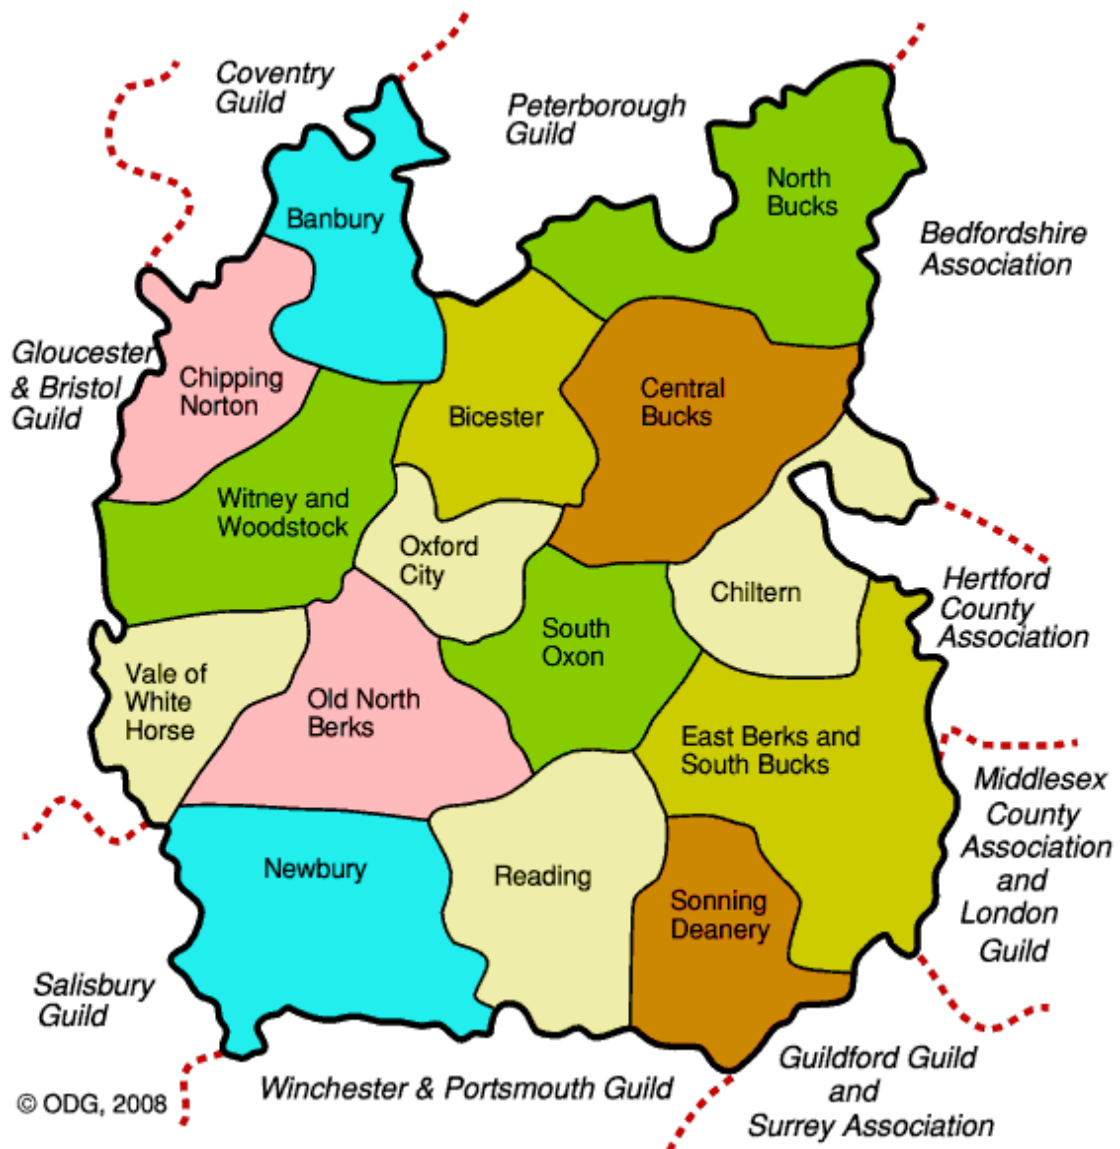 Coventry
Guild
Peterborough
Guild
North
Bucks
Banbury
Bedfordshire
Association
Gloucester
& Bristol
Guild
Chipping
Norton
Bicester
Central
Bucks
Witney and
Woodstock
Oxford
City
Chiltern
Hertford
County
Association
South
Oxon
Vale of
White
Horse
Old North
Berks
East Berks and
South Bucks
Middlesex
County
Association
and
London
Guild
Newbury
Reading
Sonning
Deanery
Salisbury
Guild
Winchester & Portsmouth Guild
Guildford Guild
and
Surrey Association
© ODG, 2008